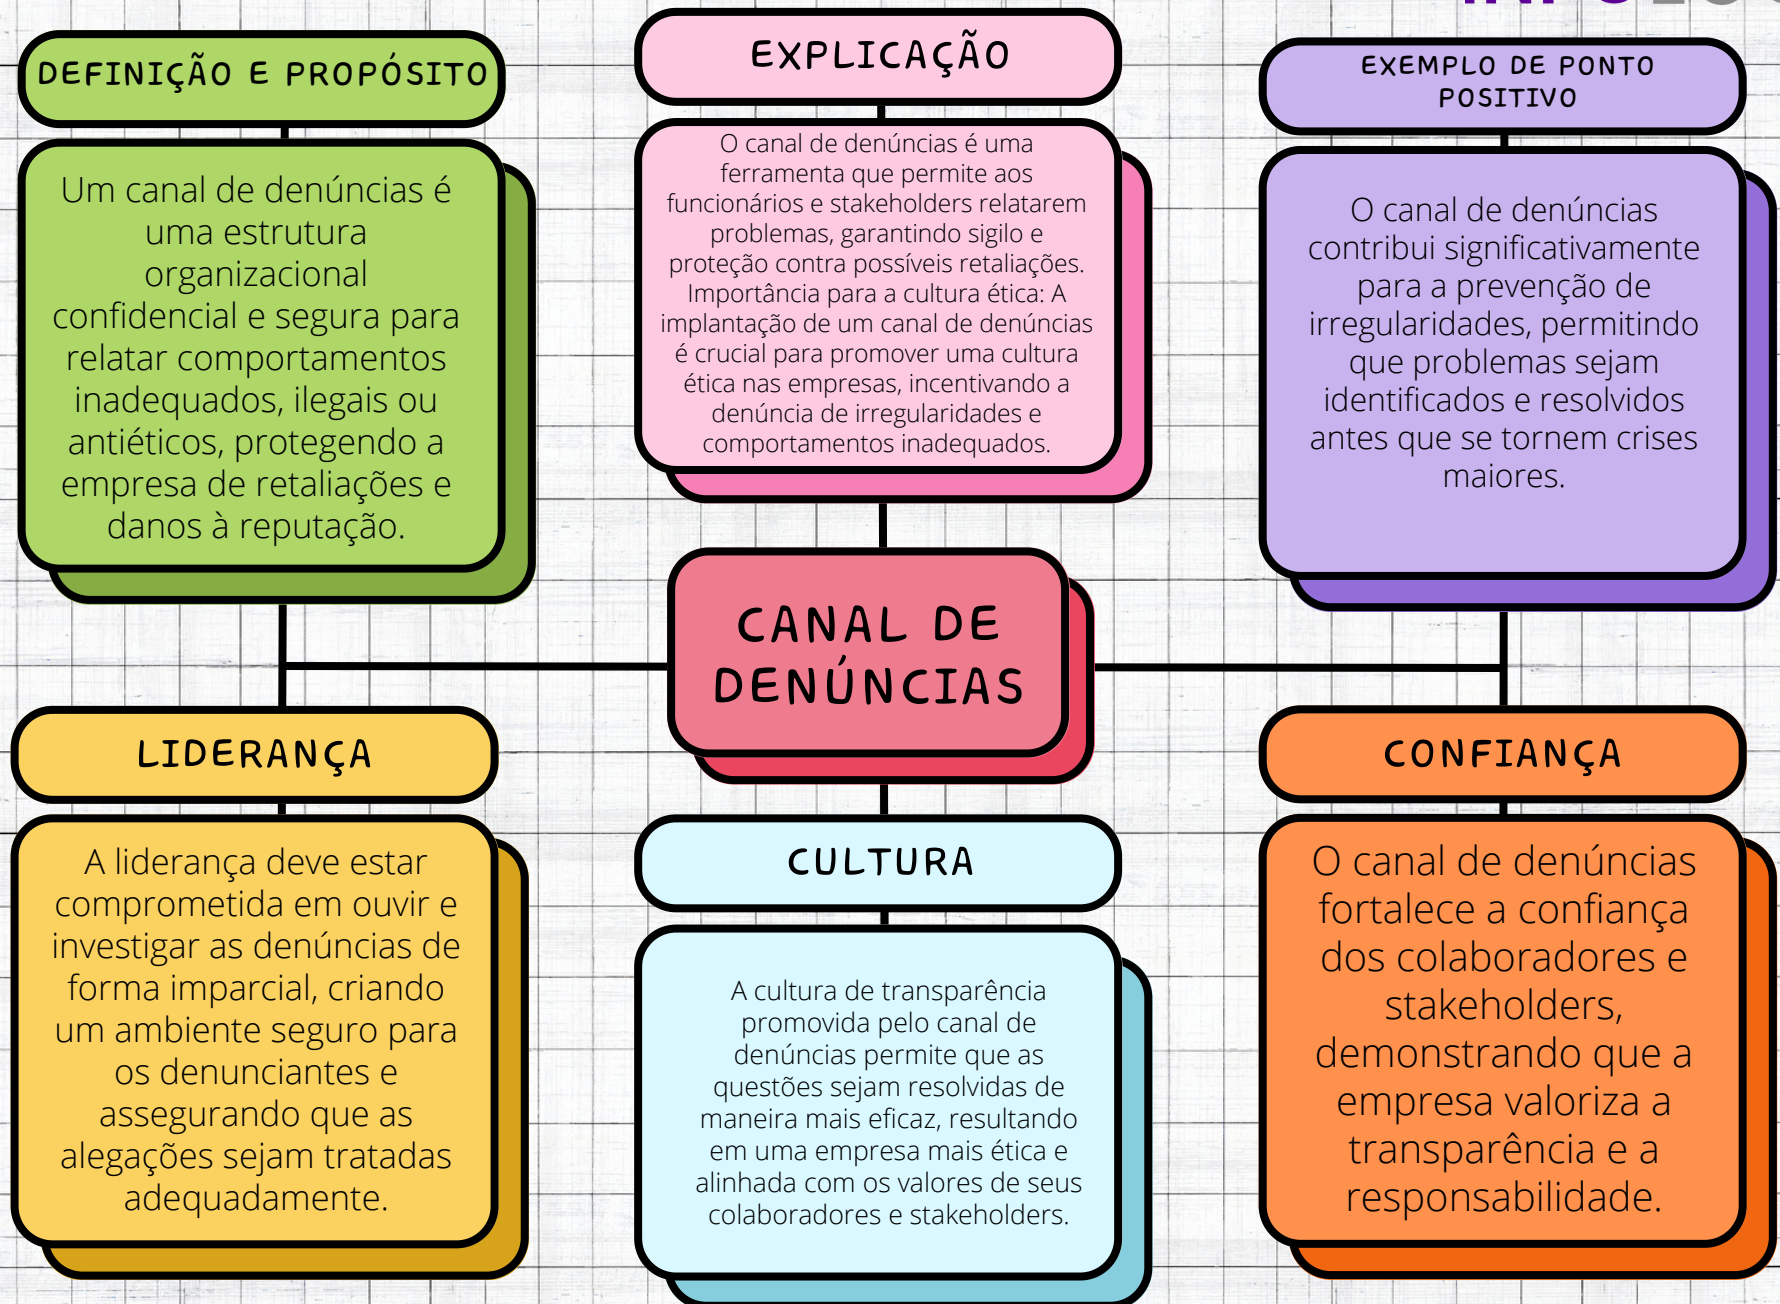 DEFINIÇÃO E PROPÓSITO
Um canal de denúncias é
uma estrutura
organizacional
confidencial e segura para
relatar comportamentos
inadequados, ilegais ou
antiéticos, protegendo a
empresa de retaliações e
danos à reputação.
EXPLICAÇÃO
O canal de denúncias é uma
ferramenta que permite aos
funcionários e stakeholders relatarem
problemas, garantindo sigilo e
proteção contra possíveis retaliações.
Importância para a cultura ética: A
implantação de um canal de denúncias
é crucial para promover uma cultura
ética nas empresas, incentivando a
denúncia de irregularidades e
comportamentos inadequados.
EXEMPLO DE PONTO
POSITIVO
O canal de denúncias
contribui significativamente
para a prevenção de
irregularidades, permitindo
que problemas sejam
identificados e resolvidos
antes que se tornem crises
maiores.
CANAL DE
DENÚNCIAS
LIDERANÇA
A liderança deve estar
comprometida em ouvir e
investigar as denúncias de
forma imparcial, criando
um ambiente seguro para
os denunciantes e
assegurando que as
alegações sejam tratadas
adequadamente.
CULTURA
A cultura de transparência
promovida pelo canal de
denúncias permite que as
questões sejam resolvidas de
maneira mais eficaz, resultando
em uma empresa mais ética e
alinhada com os valores de seus
colaboradores e stakeholders.
CONFIANÇA
O canal de denúncias
fortalece a confiança
dos colaboradores e
stakeholders,
demonstrando que a
empresa valoriza a
transparência e a
responsabilidade.